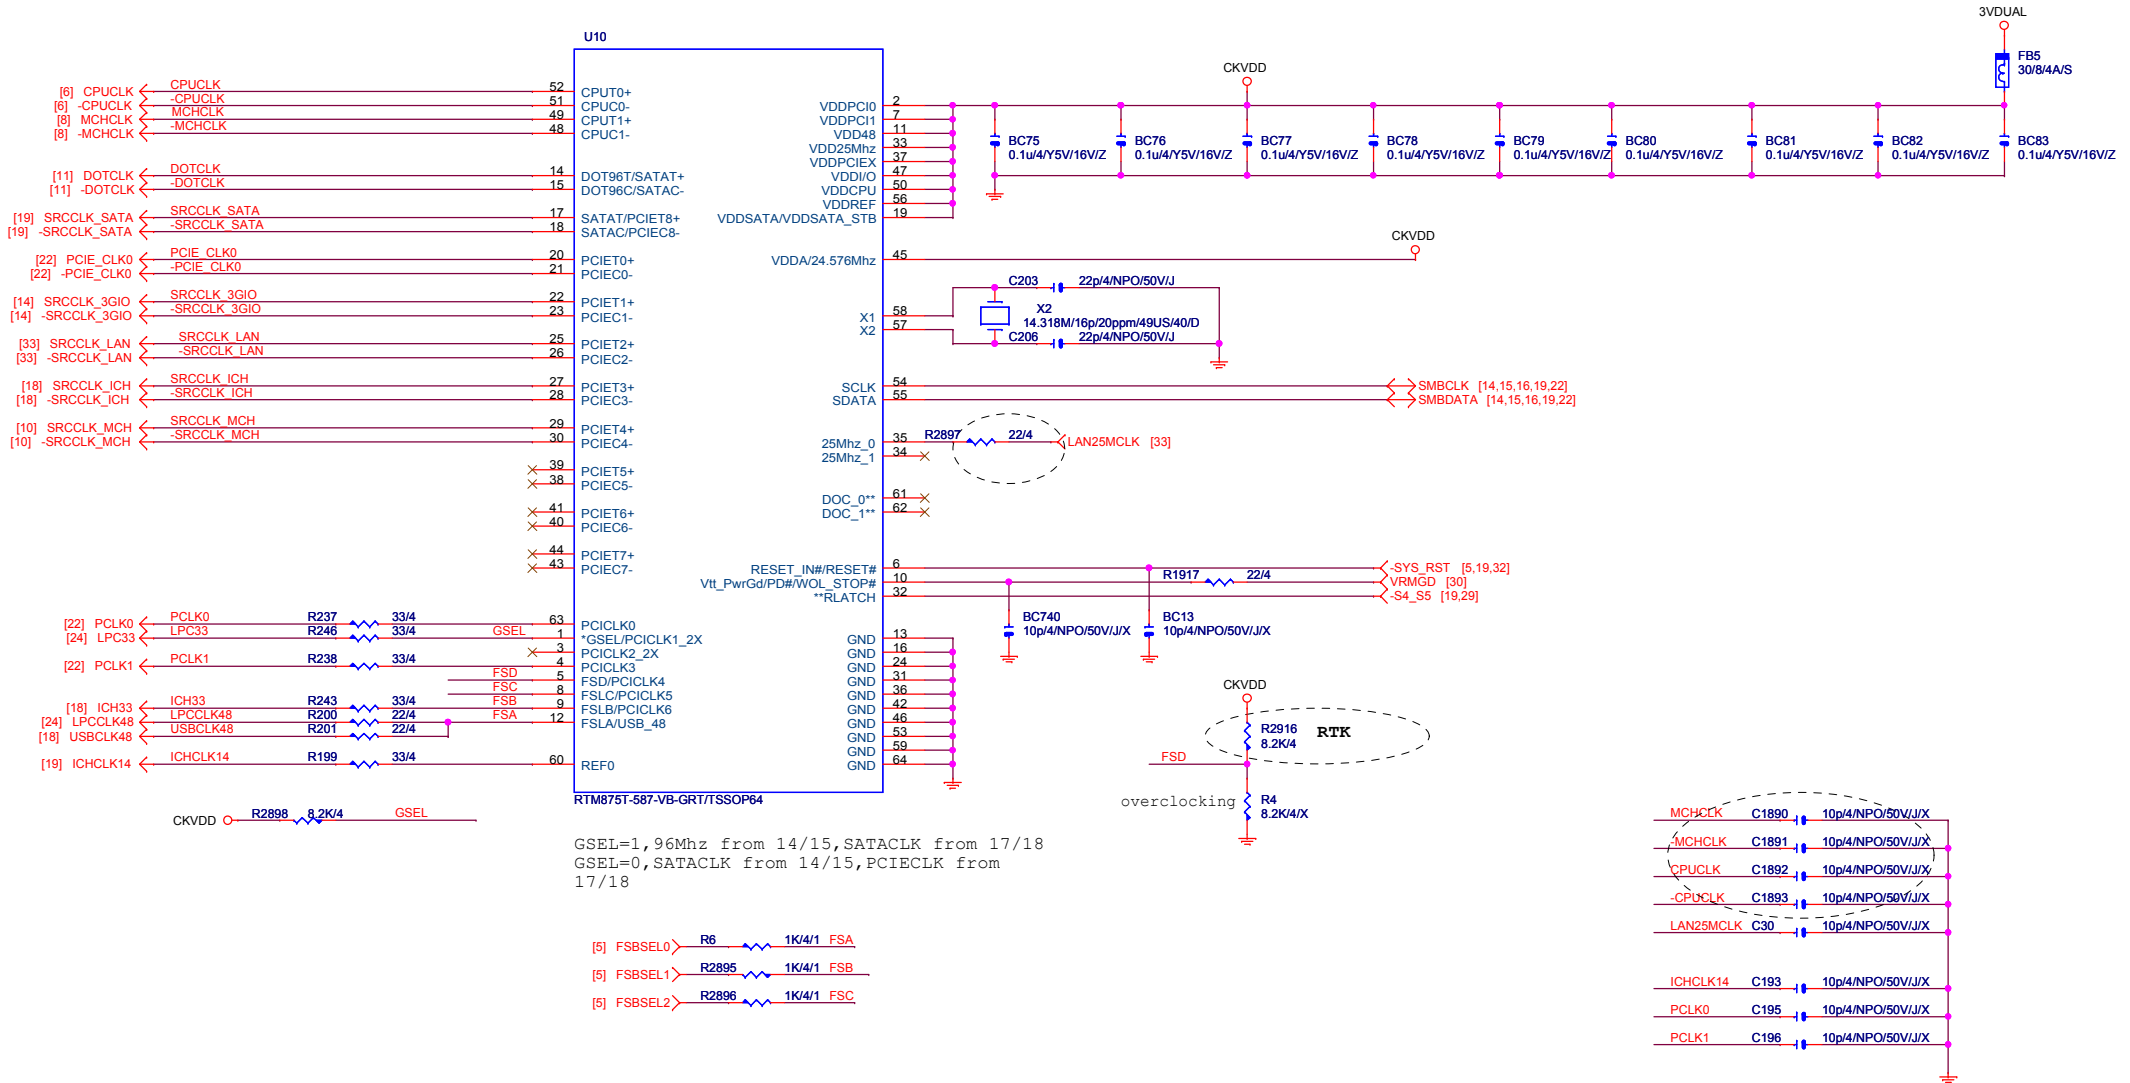 3VDUAL
U10
FB5
30/8/4A/S
CKVDD
[6] CPUCLK CPUCLK 52 CPUT0+
[6] -CPUCLK -CPUCLK 51 CPUC0-
[8] MCHCLK MCHCLK 49 CPUT1+
[8] -MCHCLK -MCHCLK 48 CPUC1-
[11] DOTCLK DOTCLK 14 DOT96T/SATAT+
[11] -DOTCLK -DOTCLK 15 DOT96C/SATAC-
[19] SRCCLK_SATA SRCCLK_SATA 17 SATAT/PCIET8+
[19] -SRCCLK_SATA -SRCCLK_SATA 18 SATAC/PCIEC8-
[22] PCIE_CLK0 PCIE_CLK0 20 PCIET0+
[22] -PCIE_CLK0 -PCIE_CLK0 21 PCIEC0-
[14] SRCCLK_3GIO SRCCLK_3GIO 22 PCIET1+
[14] -SRCCLK_3GIO -SRCCLK_3GIO 23 PCIEC1-
[33] SRCCLK_LAN SRCCLK_LAN 25 PCIET2+
[33] -SRCCLK_LAN -SRCCLK_LAN 26 PCIEC2-
[18] SRCCLK_ICH SRCCLK_ICH 27 PCIET3+
[18] -SRCCLK_ICH -SRCCLK_ICH 28 PCIEC3-
[10] SRCCLK_MCH SRCCLK_MCH 29 PCIET4+
[10] -SRCCLK_MCH -SRCCLK_MCH 30 PCIEC4-
39 PCIET5+
38 PCIEC5-
41 PCIET6+
40 PCIEC6-
44 PCIET7+
43 PCIEC7-
[22] PCLK0 PCLK0 R237 33/4 63 PCICLK0
[24] LPC33 LPC33 R246 33/4 GSEL 1 *GSEL/PCICLK1_2X
3 PCICLK2_2X
[22] PCLK1 PCLK1 R238 33/4 4 PCICLK3
FSD 5 FSD/PCICLK4
FSC 8 FSLC/PCICLK5
[18] ICH33 ICH33 R243 33/4 FSB 9 FSLB/PCICLK6
[24] LPCCLK48 LPCCLK48 R200 22/4 FSA 12 FSLA/USB_48
[18] USBCLK48 USBCLK48 R201 22/4
[19] ICHCLK14 ICHCLK14 R199 33/4 60 REF0
VDDPCI0 2
VDDPCI1 7
VDD48 11
VDD25Mhz 33
VDDPCIEX 37
VDDI/O 47
VDDCPU 50
VDDREF 56
VDDSATA/VDDSATA_STB 19
BC75 BC76 BC77 BC78 BC79 BC80 BC81 BC82 BC83
0.1u/4/Y5V/16V/Z 0.1u/4/Y5V/16V/Z 0.1u/4/Y5V/16V/Z 0.1u/4/Y5V/16V/Z 0.1u/4/Y5V/16V/Z 0.1u/4/Y5V/16V/Z 0.1u/4/Y5V/16V/Z 0.1u/4/Y5V/16V/Z 0.1u/4/Y5V/16V/Z
CKVDD
VDDA/24.576Mhz 45
C203 22p/4/NPO/50V/J
X1 58
X2 57
X2
14.318M/16p/20ppm/49US/40/D
C206 22p/4/NPO/50V/J
SCLK 54 SMBCLK [14,15,16,19,22]
SDATA 55 SMBDATA [14,15,16,19,22]
25Mhz_0 35 R2897 22/4 LAN25MCLK [33]
25Mhz_1 34
DOC_0** 61
DOC_1** 62
RESET_IN#/RESET# 6 -SYS_RST [5,19,32]
Vtt_PwrGd/PD#/WOL_STOP# 10 R1917 22/4 VRMGD [30]
**RLATCH 32 -S4_S5 [19,29]
BC740 BC13
10p/4/NPO/50V/J/X 10p/4/NPO/50V/J/X
GND 13
GND 16
GND 24
GND 31
GND 36
GND 42
GND 46
GND 53
GND 59
GND 64
RTM875T-587-VB-GRT/TSSOP64
CKVDD
R2916
8.2K/4
RTK
FSD
overclocking
R4
8.2K/4/X
CKVDD R2898 8.2K/4 GSEL
GSEL=1,96Mhz from 14/15,SATACLK from 17/18
GSEL=0,SATACLK from 14/15,PCIECLK from
17/18
[5] FSBSEL0 R6 1K/4/1 FSA
[5] FSBSEL1 R2895 1K/4/1 FSB
[5] FSBSEL2 R2896 1K/4/1 FSC
MCHCLK C1890 10p/4/NPO/50V/J/X
-MCHCLK C1891 10p/4/NPO/50V/J/X
CPUCLK C1892 10p/4/NPO/50V/J/X
-CPUCLK C1893 10p/4/NPO/50V/J/X
LAN25MCLK C30 10p/4/NPO/50V/J/X
ICHCLK14 C193 10p/4/NPO/50V/J/X
PCLK0 C195 10p/4/NPO/50V/J/X
PCLK1 C196 10p/4/NPO/50V/J/X